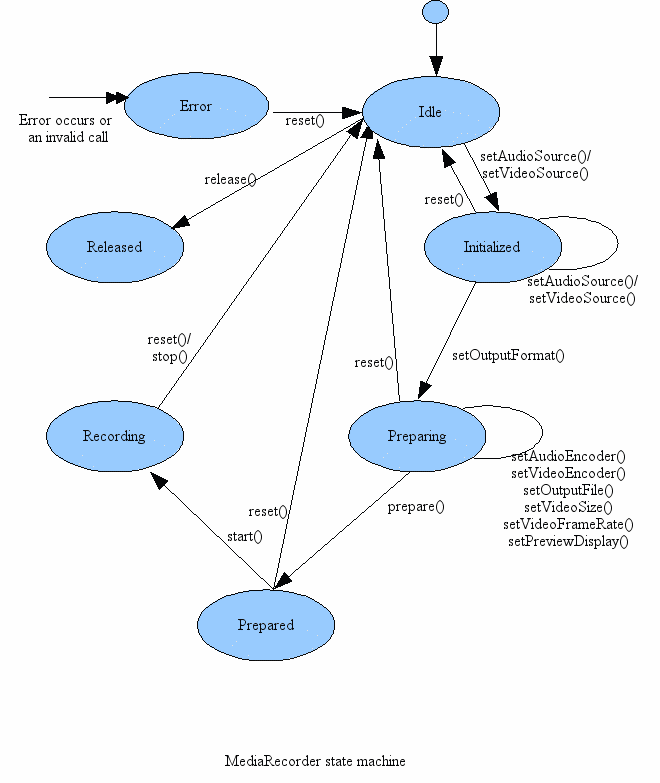 Error
Idle
reset()
Error occurs or
an invalid call
setAudioSource()/
setVideoSource()
release()
reset()
Released
Initialized
setAudioSource()/
setVideoSource()
reset()/
stop()
setOutputFormat()
reset()
Recording
Preparing
setAudioEncoder()
setVideoEncoder()
setOutputFile()
setVideoSize()
setVideoFrameRate()
setPreviewDisplay()
reset()
prepare()
start()
Prepared
MediaRecorder state machine